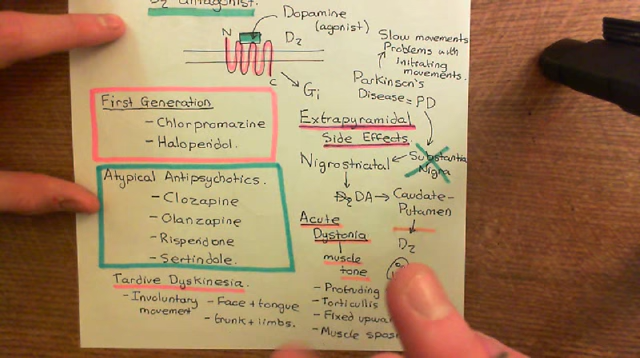 D2 antagonist.
Dopamine
(agonist)
N
D2
C
Gi
Slow movements
Problems with
Initiating
movements.
Parkinson's
Disease = PD
First Generation
- Chlorpromazine
- Haloperidol.
Extrapyramidal
Side Effects.
Nigrostriatal
Substantia
Nigra
DA
Caudate-
Putamen
D2
Atypical Antipsychotics.
- Clozapine
- Olanzapine
- Risperidone
- Sertindole.
Acute
Dystonia
muscle
tone
- Protruding
- Torticullis
- Fixed upwa
- Muscle spas
Tardive Dyskinesia.
- Involuntary
movement
- Face + tongue
- trunk + limbs.